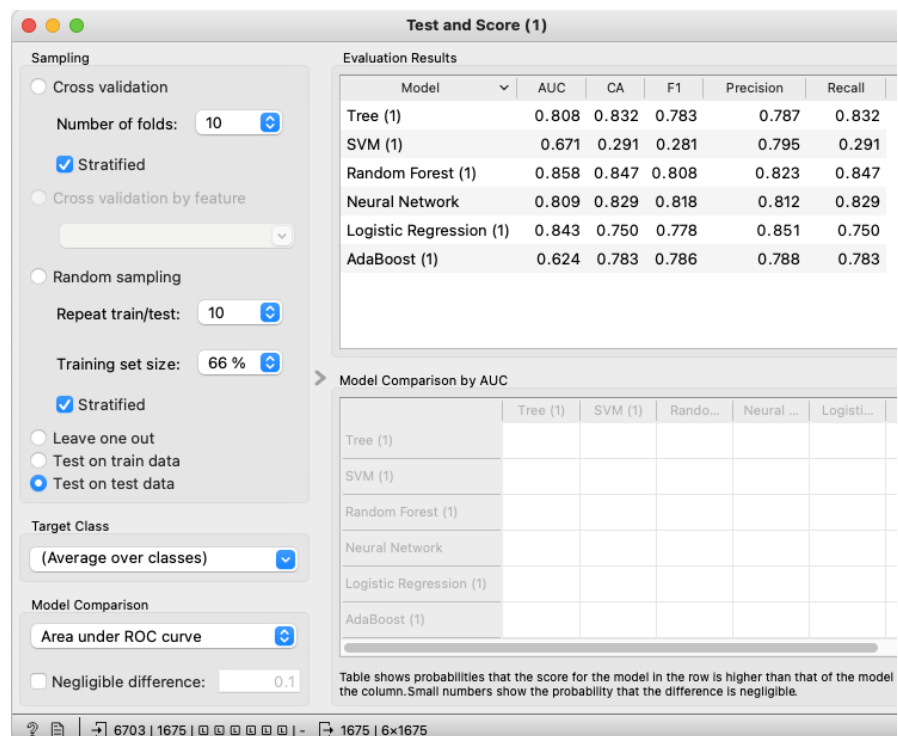 Test and Score (1)
Sampling
Cross validation
Number of folds: 10
Stratified
Cross validation by feature
Random sampling
Repeat train/test: 10
Training set size: 66 %
Stratified
Leave one out
Test on train data
Test on test data
Target Class
(Average over classes)
Model Comparison
Area under ROC curve
Negligible difference: 0.1
Evaluation Results
Model AUC CA F1 Precision Recall
Tree (1) 0.808 0.832 0.783 0.787 0.832
SVM (1) 0.671 0.291 0.281 0.795 0.291
Random Forest (1) 0.858 0.847 0.808 0.823 0.847
Neural Network 0.809 0.829 0.818 0.812 0.829
Logistic Regression (1) 0.843 0.750 0.778 0.851 0.750
AdaBoost (1) 0.624 0.783 0.786 0.788 0.783
Model Comparison by AUC
Tree (1) SVM (1) Rando... Neural ... Logisti...
Tree (1)
SVM (1)
Random Forest (1)
Neural Network
Logistic Regression (1)
AdaBoost (1)
Table shows probabilities that the score for the model in the row is higher than that of the model
the column. Small numbers show the probability that the difference is negligible.
? 6703 | 1675 | L L L L L L | - 1675 | 6×1675